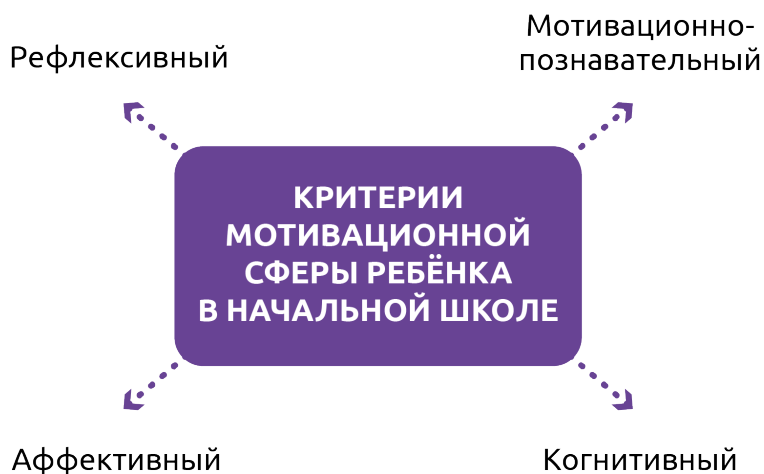 Рефлексивный
Мотивационно-
познавательный
КРИТЕРИИ
МОТИВАЦИОННОЙ
СФЕРЫ РЕБЁНКА
В НАЧАЛЬНОЙ ШКОЛЕ
Аффективный
Когнитивный